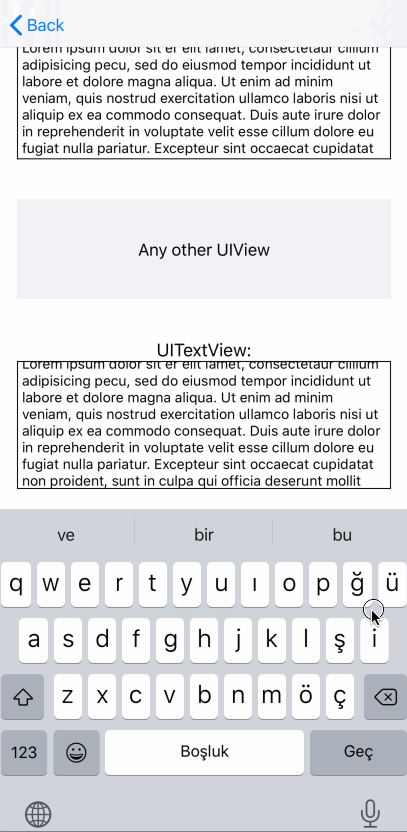 Back
Lorem ipsum dolor sit er elit lamet, consectetaur cillium
adipisicing pecu, sed do eiusmod tempor incididunt ut
labore et dolore magna aliqua. Ut enim ad minim
veniam, quis nostrud exercitation ullamco laboris nisi ut
aliquip ex ea commodo consequat. Duis aute irure dolor
in reprehenderit in voluptate velit esse cillum dolore eu
fugiat nulla pariatur. Excepteur sint occaecat cupidatat
Any other UIView
UITextView:
Lorem ipsum dolor sit er elit lamet, consectetaur cillium
adipisicing pecu, sed do eiusmod tempor incididunt ut
labore et dolore magna aliqua. Ut enim ad minim
veniam, quis nostrud exercitation ullamco laboris nisi ut
aliquip ex ea commodo consequat. Duis aute irure dolor
in reprehenderit in voluptate velit esse cillum dolore eu
fugiat nulla pariatur. Excepteur sint occaecat cupidatat
non proident, sunt in culpa qui officia deserunt mollit
ve bir bu
q w e r t y u ı o p ğ ü
a s d f g h j k l ş i
z x c v b n m ö ç
123 Boşluk Geç